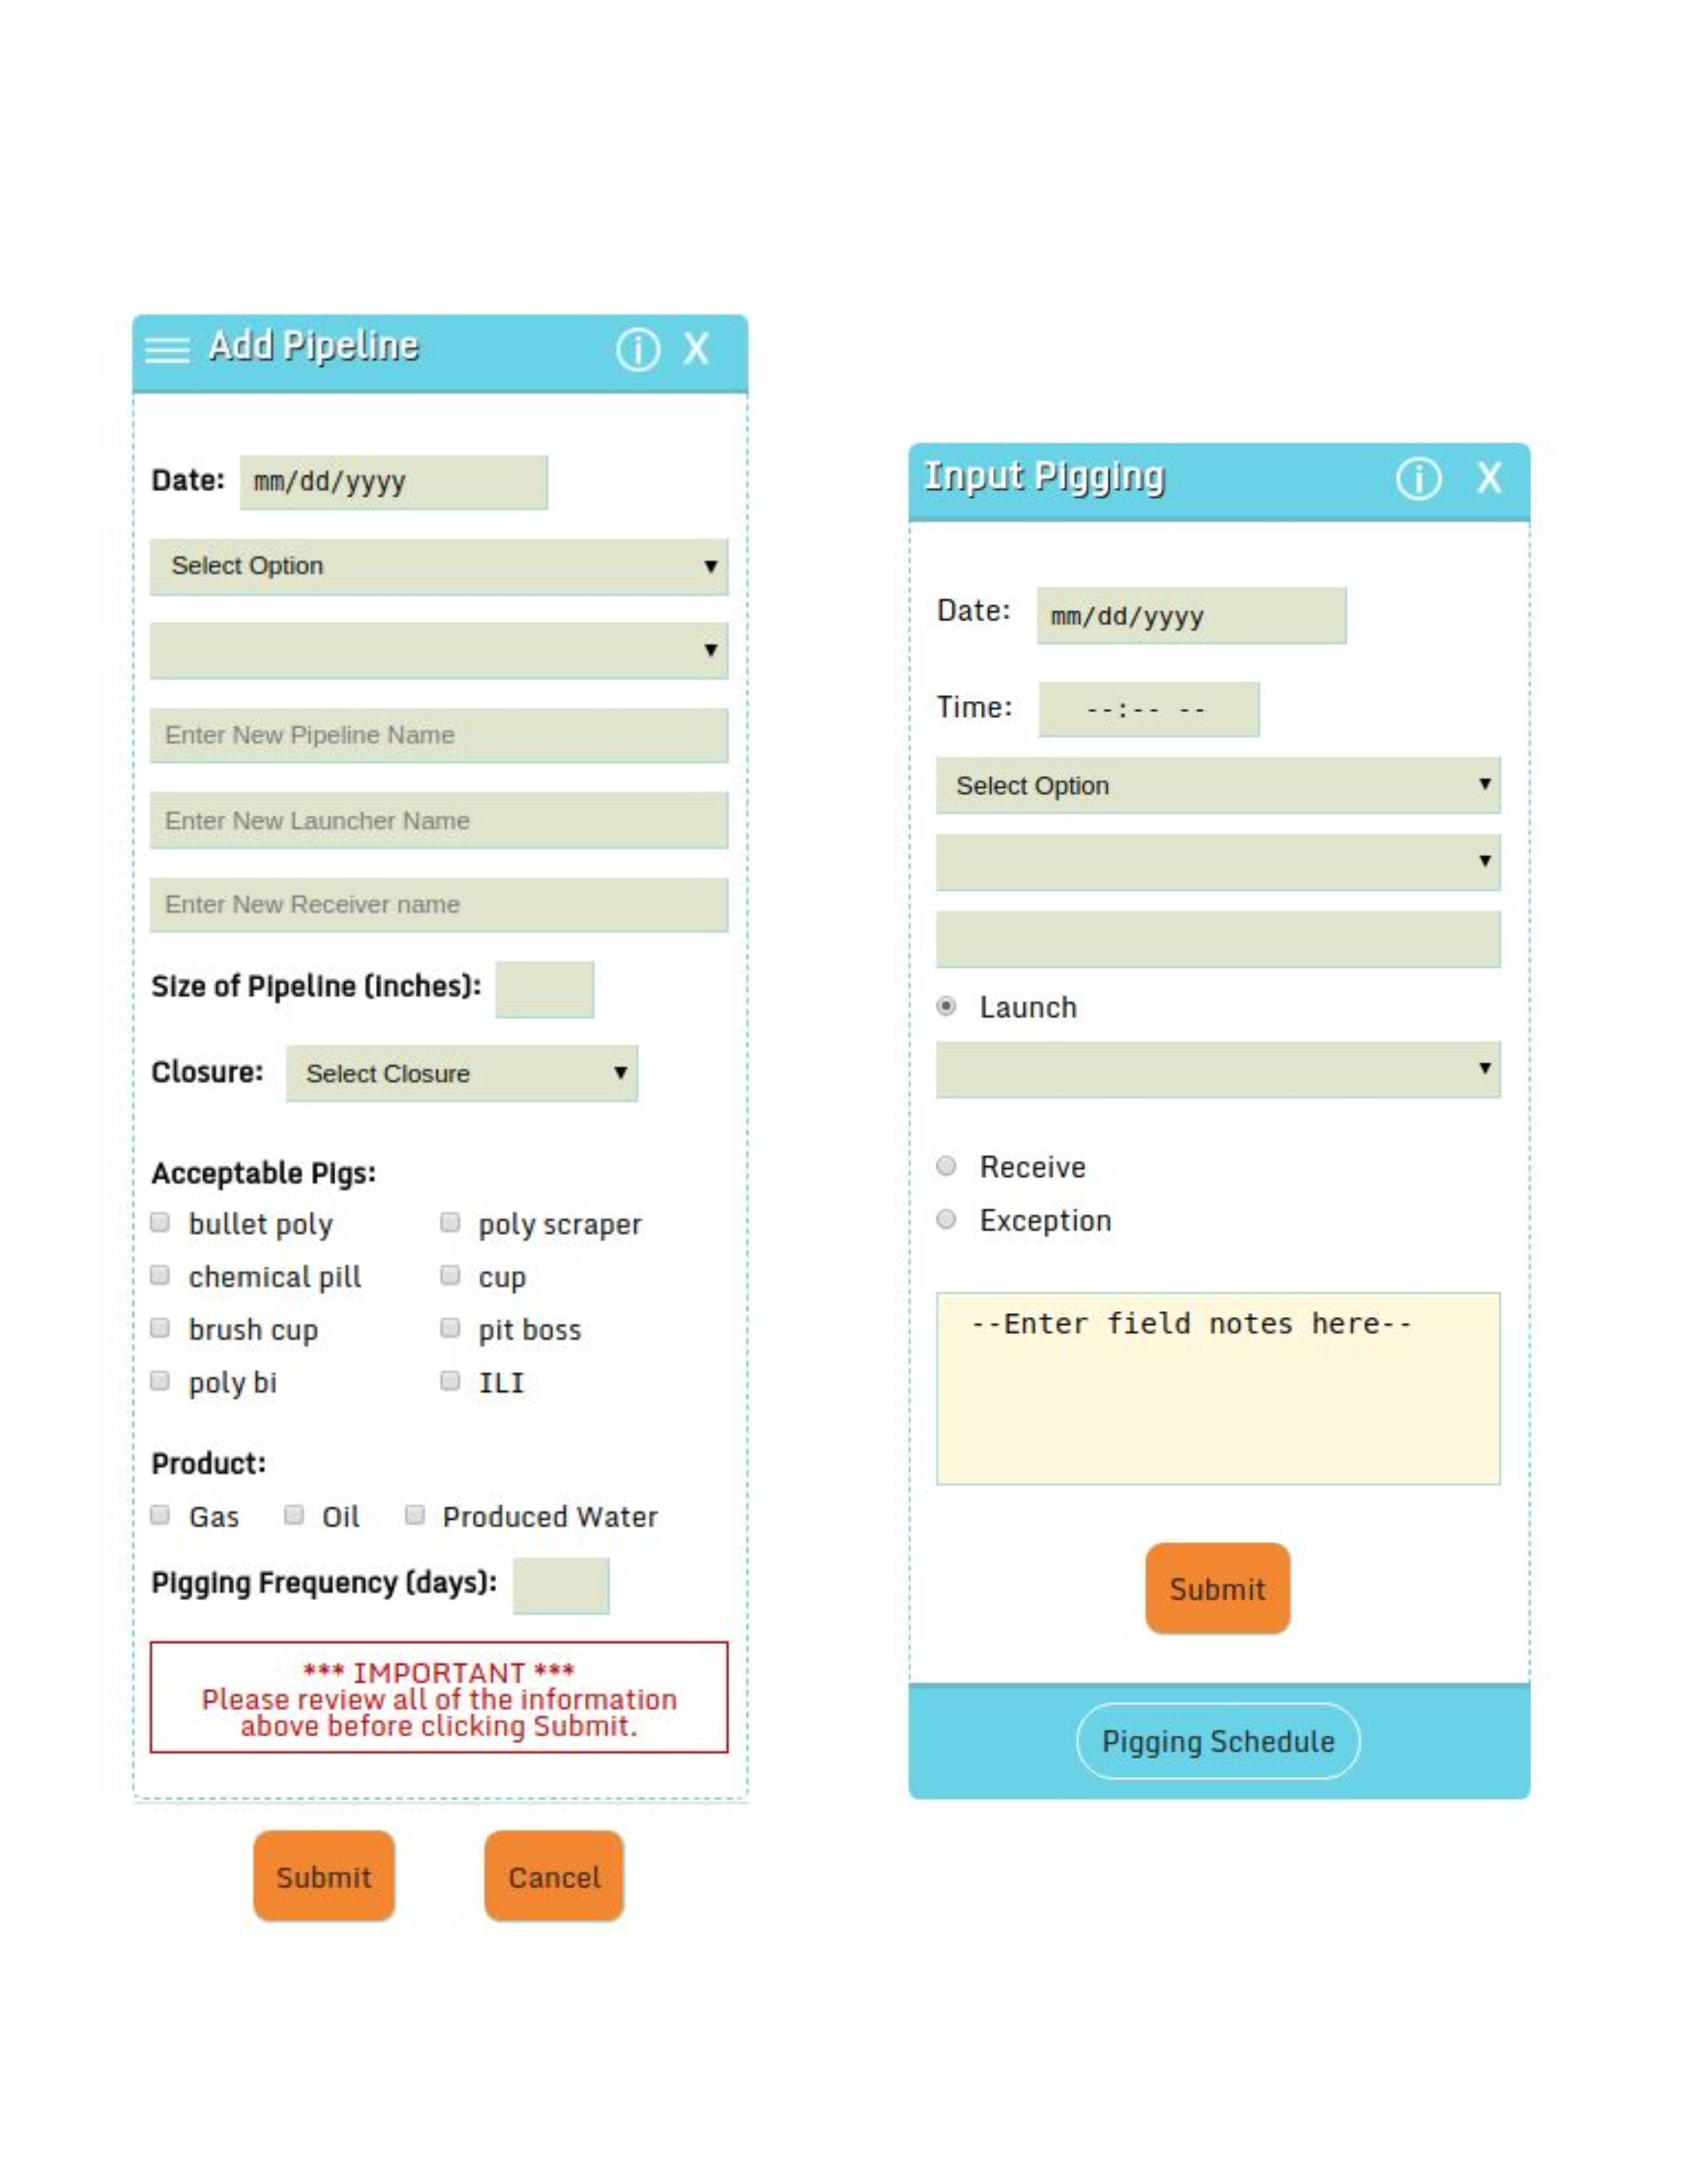 Add Pipeline
i X
Date: mm/dd/yyyy
Select Option
Enter New Pipeline Name
Enter New Launcher Name
Enter New Receiver name
Size of Pipeline (inches):
Closure: Select Closure
Acceptable Pigs:
bullet poly poly scraper
chemical pill cup
brush cup pit boss
poly bi ILI
Product:
Gas Oil Produced Water
Pigging Frequency (days):
*** IMPORTANT ***
Please review all of the information
above before clicking Submit.
Submit Cancel
Input Pigging
i X
Date: mm/dd/yyyy
Time: --:-- --
Select Option
Launch
Receive
Exception
--Enter field notes here--
Submit
Pigging Schedule